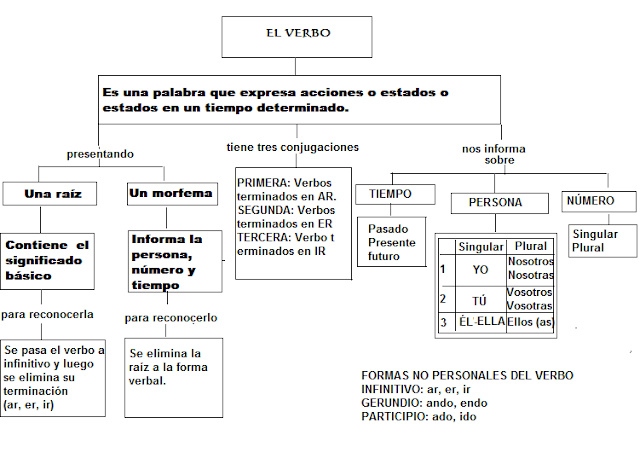 EL VERBO
Es una palabra que expresa acciones o estados o
estados en un tiempo determinado.
presentando
tiene tres conjugaciones
nos informa
sobre
Una raíz
Un morfema
PRIMERA: Verbos
terminados en AR.
SEGUNDA: Verbos
terminados en ER
TERCERA: Verbo t
erminados en IR
TIEMPO
PERSONA
NÚMERO
Contiene el
significado
básico
Informa la
persona,
número y
tiempo
Pasado
Presente
futuro
Singular Plural
1 YO Nosotros
Nosotras
2 TÚ Vosotros
Vosotras
3 ÉL-ELLA Ellos (as)
Singular
Plural
para reconocerla
para reconocerlo
Se pasa el verbo a
infinitivo y luego
se elimina su
terminación
(ar, er, ir)
Se elimina la
raíz a la forma
verbal.
FORMAS NO PERSONALES DEL VERBO
INFINITIVO: ar, er, ir
GERUNDIO: ando, endo
PARTICIPIO: ado, ido